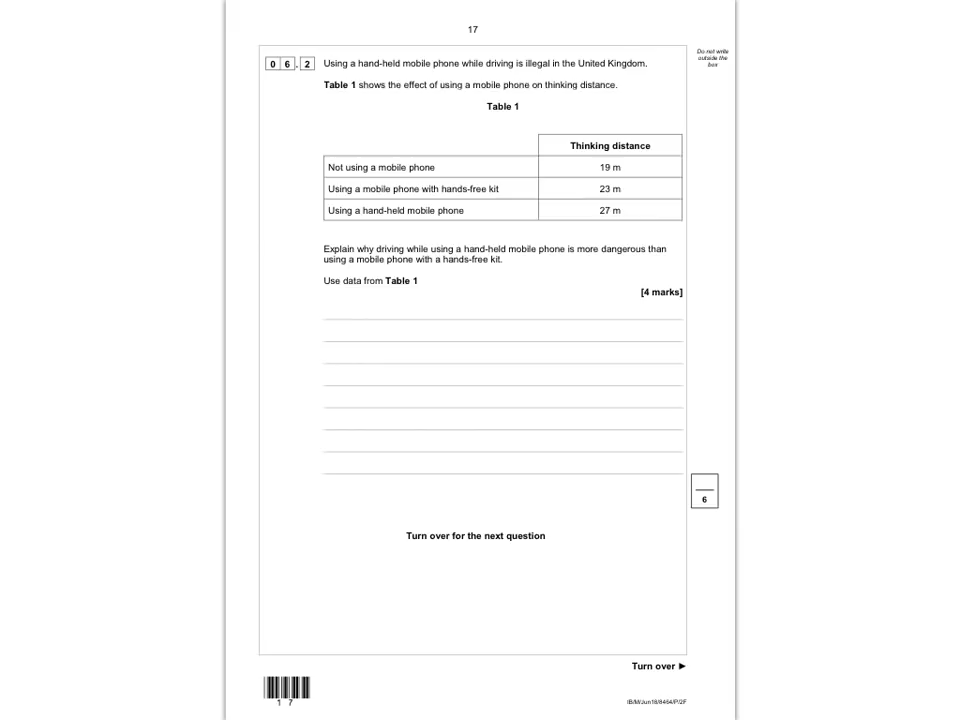 17
Do not write
outside the
box
0 6 . 2 Using a hand-held mobile phone while driving is illegal in the United Kingdom.
Table 1 shows the effect of using a mobile phone on thinking distance.
Table 1
Thinking distance
Not using a mobile phone 19 m
Using a mobile phone with hands-free kit 23 m
Using a hand-held mobile phone 27 m
Explain why driving while using a hand-held mobile phone is more dangerous than
using a mobile phone with a hands-free kit.
Use data from Table 1
[4 marks]
6
Turn over for the next question
Turn over ►
1 7
IB/M/Jun18/8464/P/2F